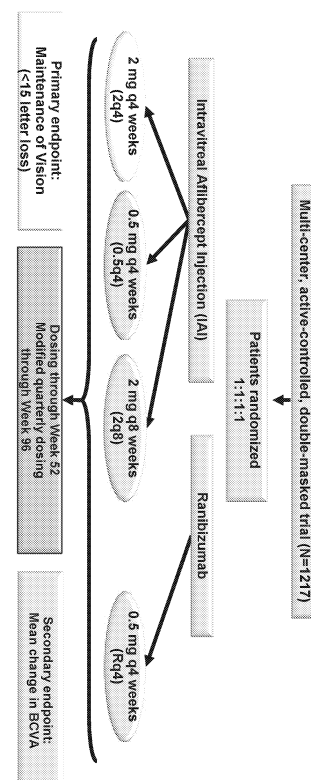 Multi-center, active-controlled, double-masked trial (N=1217)
Patients randomized
1:1:1:1
Intravitreal Aflibercept Injection (IAI)
Ranibizumab
2 mg q4 weeks
(2q4)
0.5 mg q4 weeks
(0.5q4)
2 mg q8 weeks
(2q8)
0.5 mg q4 weeks
(Rq4)
Primary endpoint:
Maintenance of Vision
(<15 letter loss)
Dosing through Week 52
Modified quarterly dosing
through Week 96
Secondary endpoint:
Mean change in BCVA